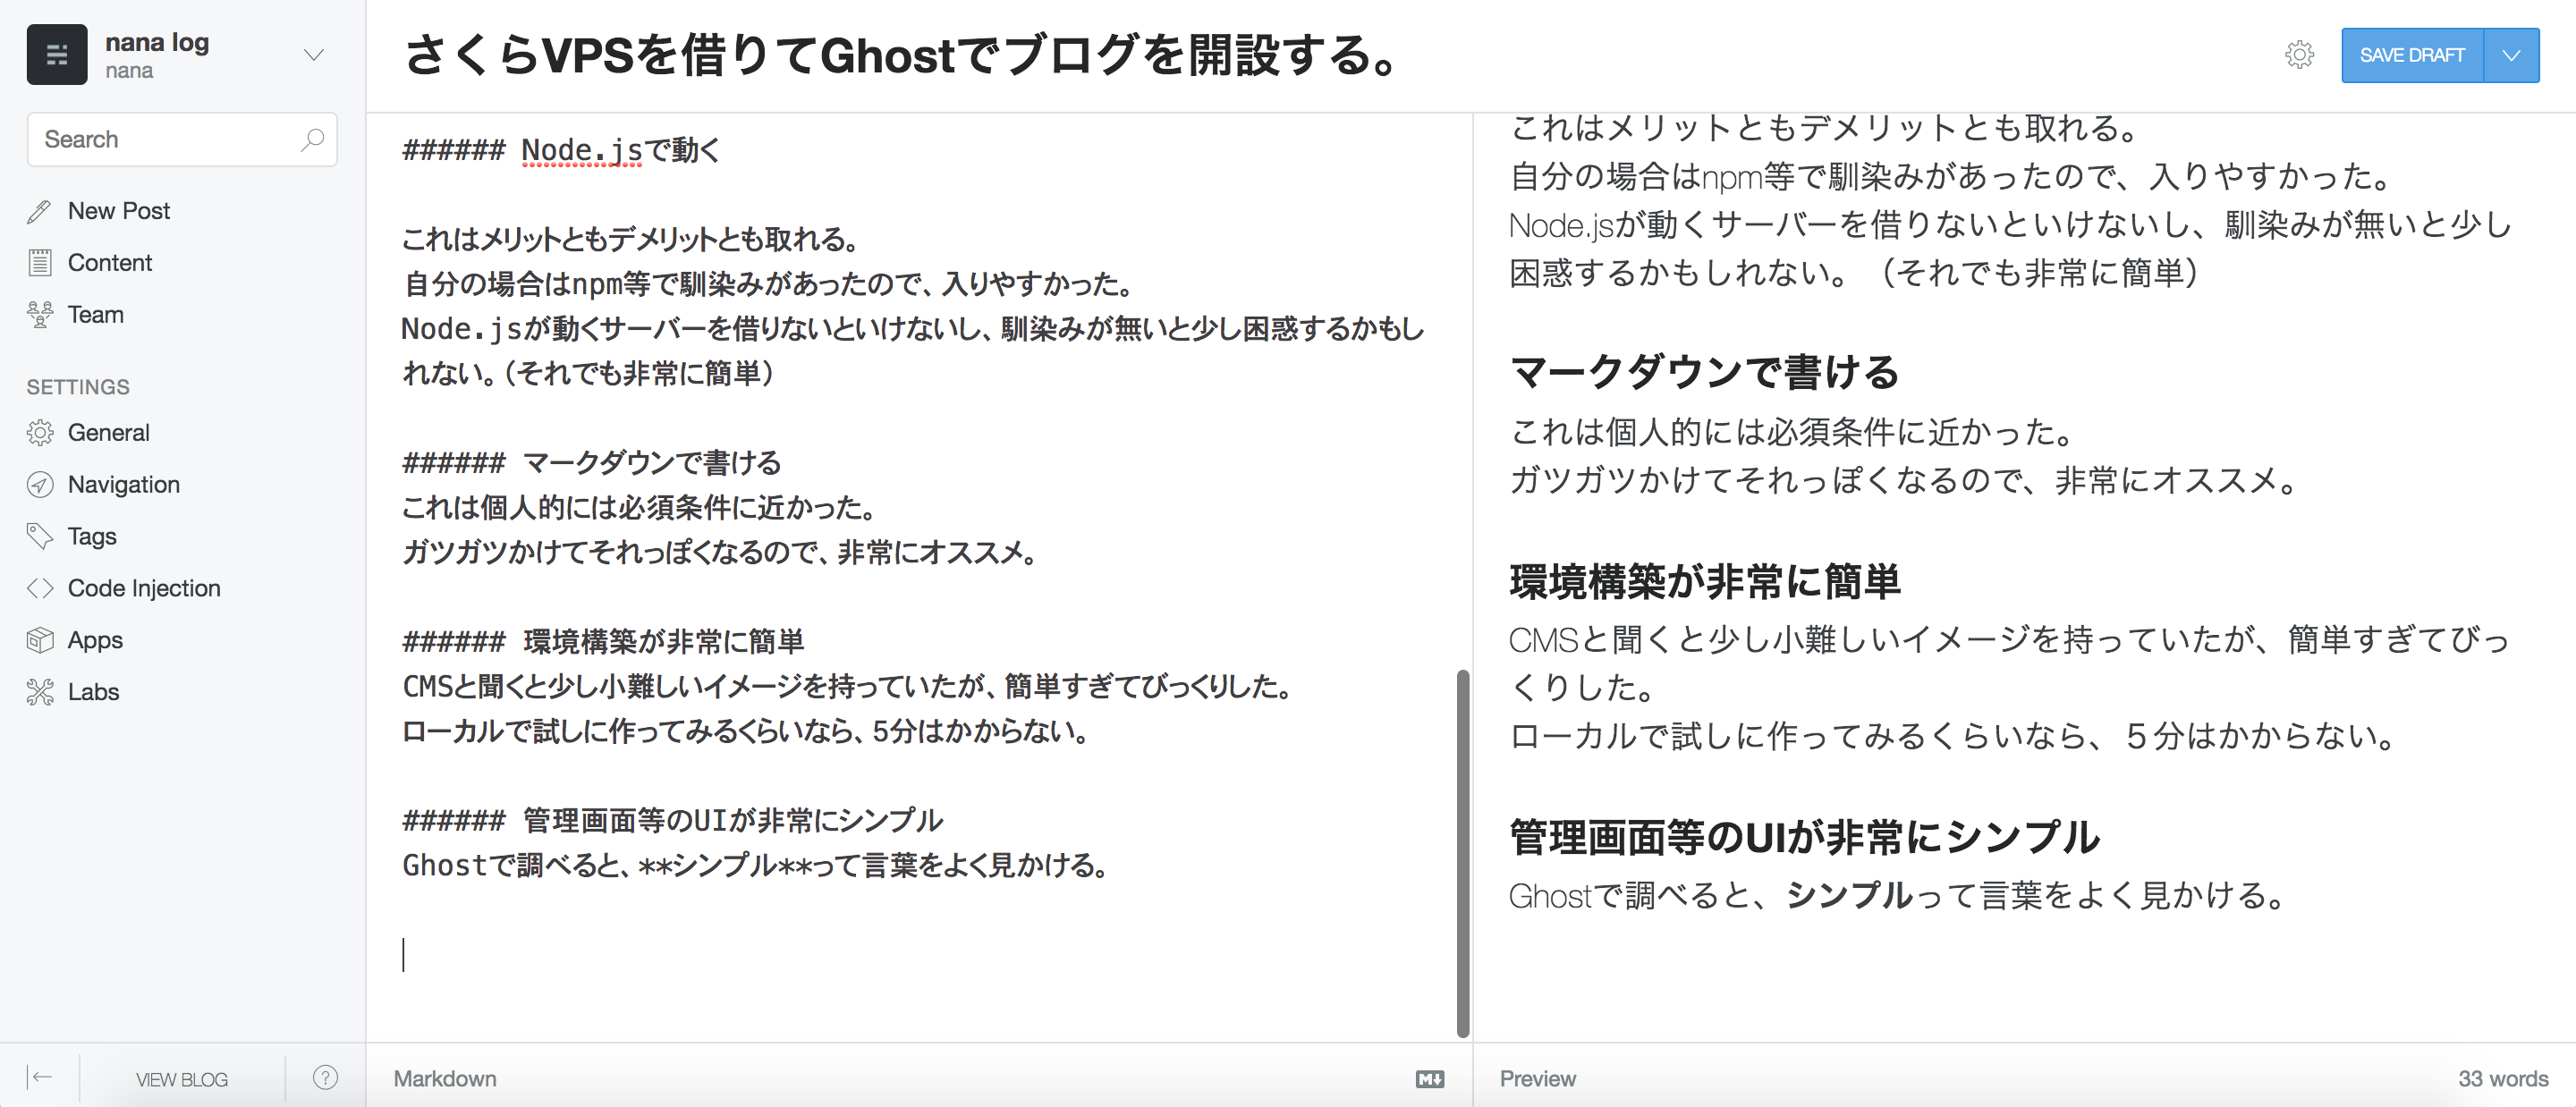 nana log
nana
Search
New Post
Content
Team
SETTINGS
General
Navigation
Tags
Code Injection
Apps
Labs
VIEW BLOG
?
さくらVPSを借りてGhostでブログを開設する。
SAVE DRAFT
###### Node.jsで動く
これはメリットともデメリットとも取れる。
自分の場合はnpm等で馴染みがあったので、入りやすかった。
Node.jsが動くサーバーを借りないといけないし、馴染みが無いと少し困惑するかもし
れない。（それでも非常に簡単）
###### マークダウンで書ける
これは個人的には必須条件に近かった。
ガツガツかけてそれっぽくなるので、非常にオススメ。
###### 環境構築が非常に簡単
CMSと聞くと少し小難しいイメージを持っていたが、簡単すぎてびっくりした。
ローカルで試しに作ってみるくらいなら、5分はかからない。
###### 管理画面等のUIが非常にシンプル
Ghostで調べると、**シンプル**って言葉をよく見かける。
Markdown
M
これはメリットともデメリットとも取れる。
自分の場合はnpm等で馴染みがあったので、入りやすかった。
Node.jsが動くサーバーを借りないといけないし、馴染みが無いと少し
困惑するかもしれない。（それでも非常に簡単）
マークダウンで書ける
これは個人的には必須条件に近かった。
ガツガツかけてそれっぽくなるので、非常にオススメ。
環境構築が非常に簡単
CMSと聞くと少し小難しいイメージを持っていたが、簡単すぎてびっ
くりした。
ローカルで試しに作ってみるくらいなら、５分はかからない。
管理画面等のUIが非常にシンプル
Ghostで調べると、シンプルって言葉をよく見かける。
Preview
33 words